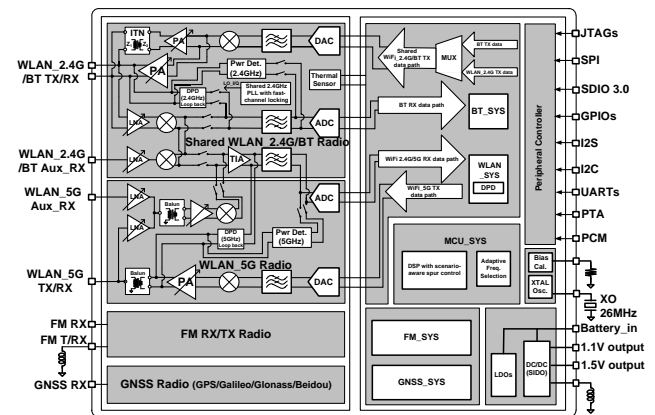 WLAN_2.4G
/BT TX/RX
WLAN_2.4G
/BT Aux_RX
WLAN_5G
Aux_RX
WLAN_5G
TX/RX
FM RX
FM T/RX
GNSS RX
ITN
PA
PA
DAC
Pwr Det.
(2.4GHz)
DPD
(2.4GHz)
Loop back
Shared 2.4GHz
PLL with fast-
channel locking
LNA
ADC
Shared WLAN_2.4G/BT Radio
LNA
TIA
LNA
LNA
Balun
ADC
DPD
(5GHz)
Loop back
Pwr Det.
(5GHz)
WLAN_5G Radio
Balun
PA
DAC
FM RX/TX Radio
GNSS Radio (GPS/Galileo/Glonass/Beidou)
Thermal
Sensor
Shared
WiFi_2.4G/BT TX
data path
MUX
BT TX data
WLAN_2.4G TX data
BT RX data path
BT_SYS
WiFi 2.4G/5G RX data path
WLAN
_SYS
DPD
WiFi_5G TX
data path
MCU_SYS
DSP with scenario-
aware spur control
Adaptive
Freq.
Selection
FM_SYS
GNSS_SYS
LDOs
DC/DC
(SIDO)
Peripheral Controller
Bias
Cal.
XTAL
Osc.
JTAGs
SPI
SDIO 3.0
GPIOs
I2S
I2C
UARTs
PTA
PCM
XO
26MHz
Battery_in
1.1V output
1.5V output